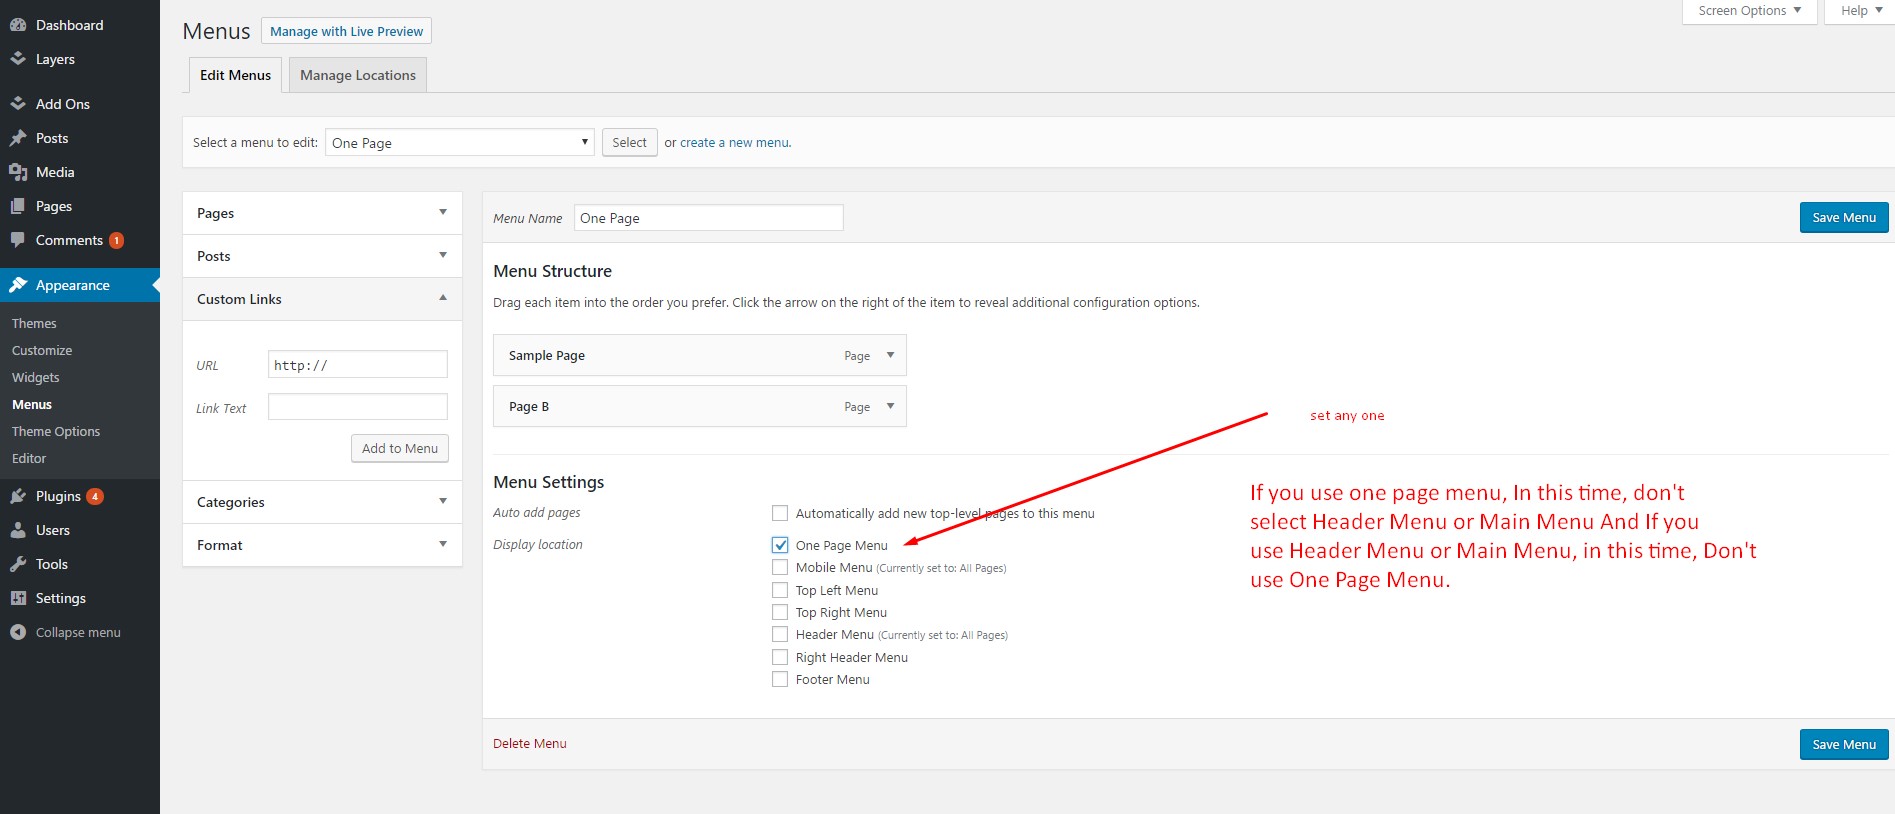 Dashboard
Layers
Add Ons
Posts
Media
Pages
Comments 1
Appearance
Themes
Customize
Widgets
Menus
Theme Options
Editor
Plugins 4
Users
Tools
Settings
Collapse menu
Screen Options
Help
Menus Manage with Live Preview
Edit Menus Manage Locations
Select a menu to edit: One Page Select or create a new menu.
Pages
Posts
Custom Links
URL http://
Link Text
Add to Menu
Categories
Format
Menu Name One Page Save Menu
Menu Structure
Drag each item into the order you prefer. Click the arrow on the right of the item to reveal additional configuration options.
Sample Page Page
Page B Page
Menu Settings
Auto add pages Automatically add new top-level pages to this menu
Display location One Page Menu
Mobile Menu (Currently set to: All Pages)
Top Left Menu
Top Right Menu
Header Menu (Currently set to: All Pages)
Right Header Menu
Footer Menu
set any one
If you use one page menu, In this time, don't
select Header Menu or Main Menu And If you
use Header Menu or Main Menu, in this time, Don't
use One Page Menu.
Delete Menu Save Menu